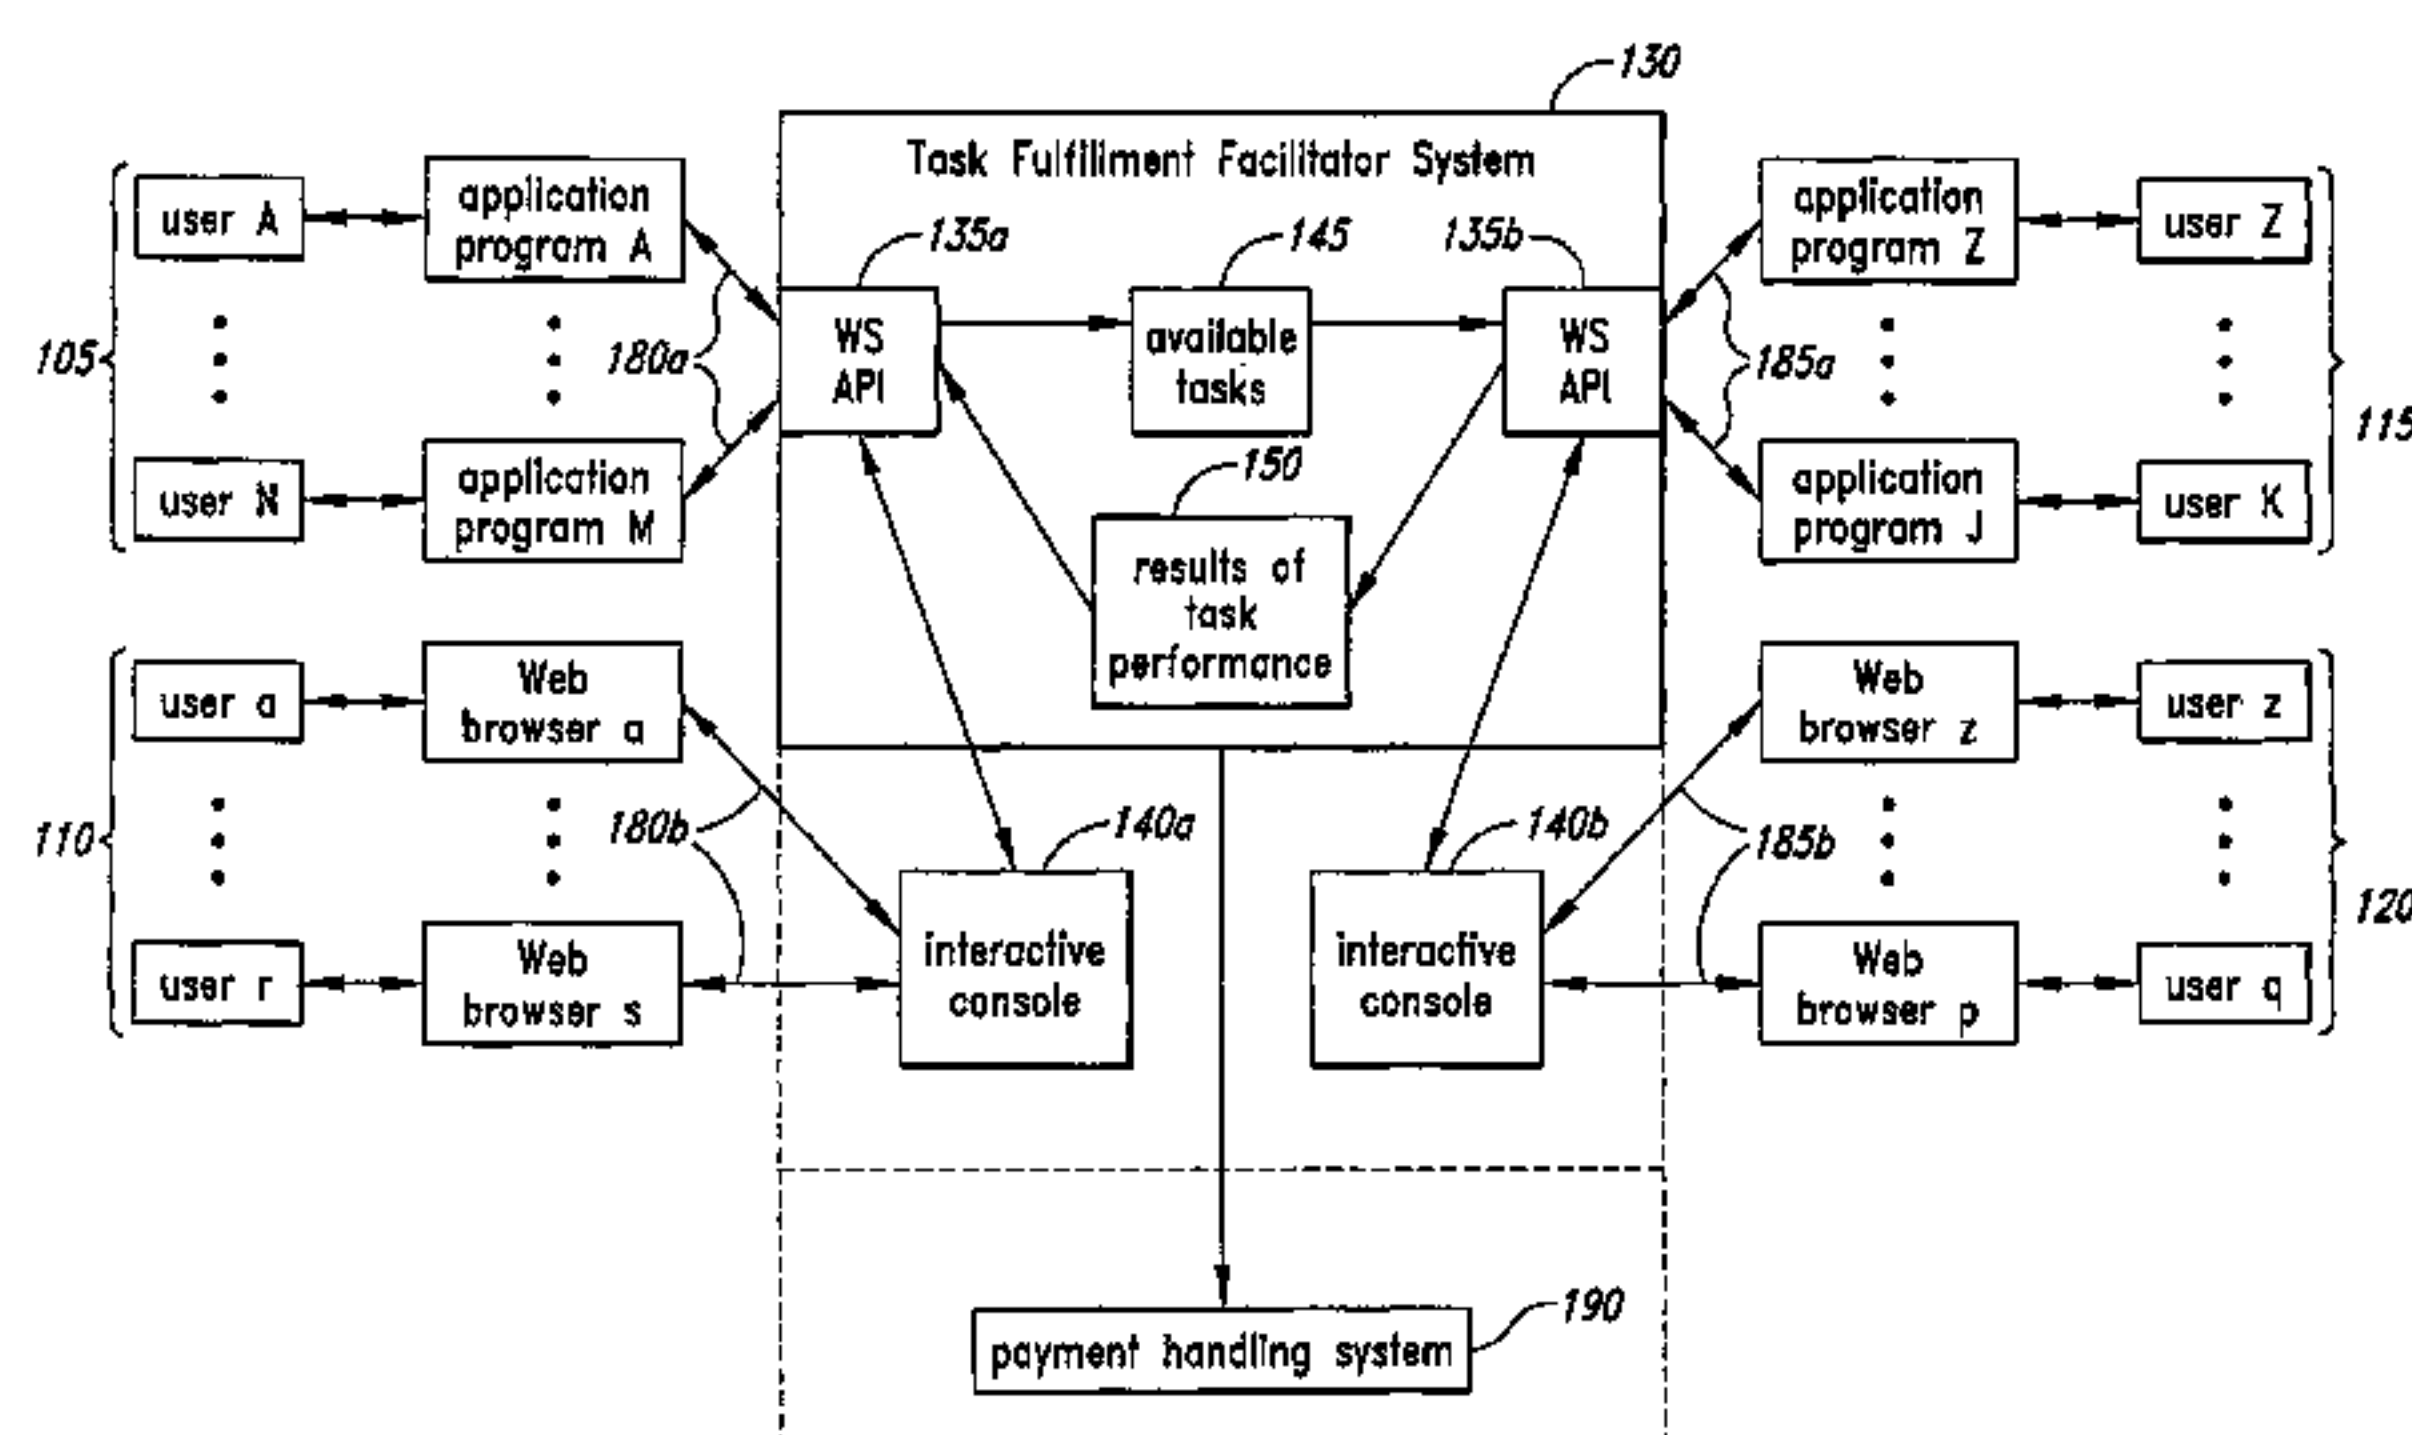 130
Task Fulfillment Facilitator System
user A
application
program A
135a
145
135b
application
program Z
user Z
105
180a
WS
API
available
tasks
WS
API
185a
115
user N
application
program M
150
results of
task
performance
application
program J
user K
user a
Web
browser a
Web
browser z
user z
110
180b
140a
140b
185b
120
user r
Web
browser s
interactive
console
interactive
console
Web
browser p
user q
190
payment handling system